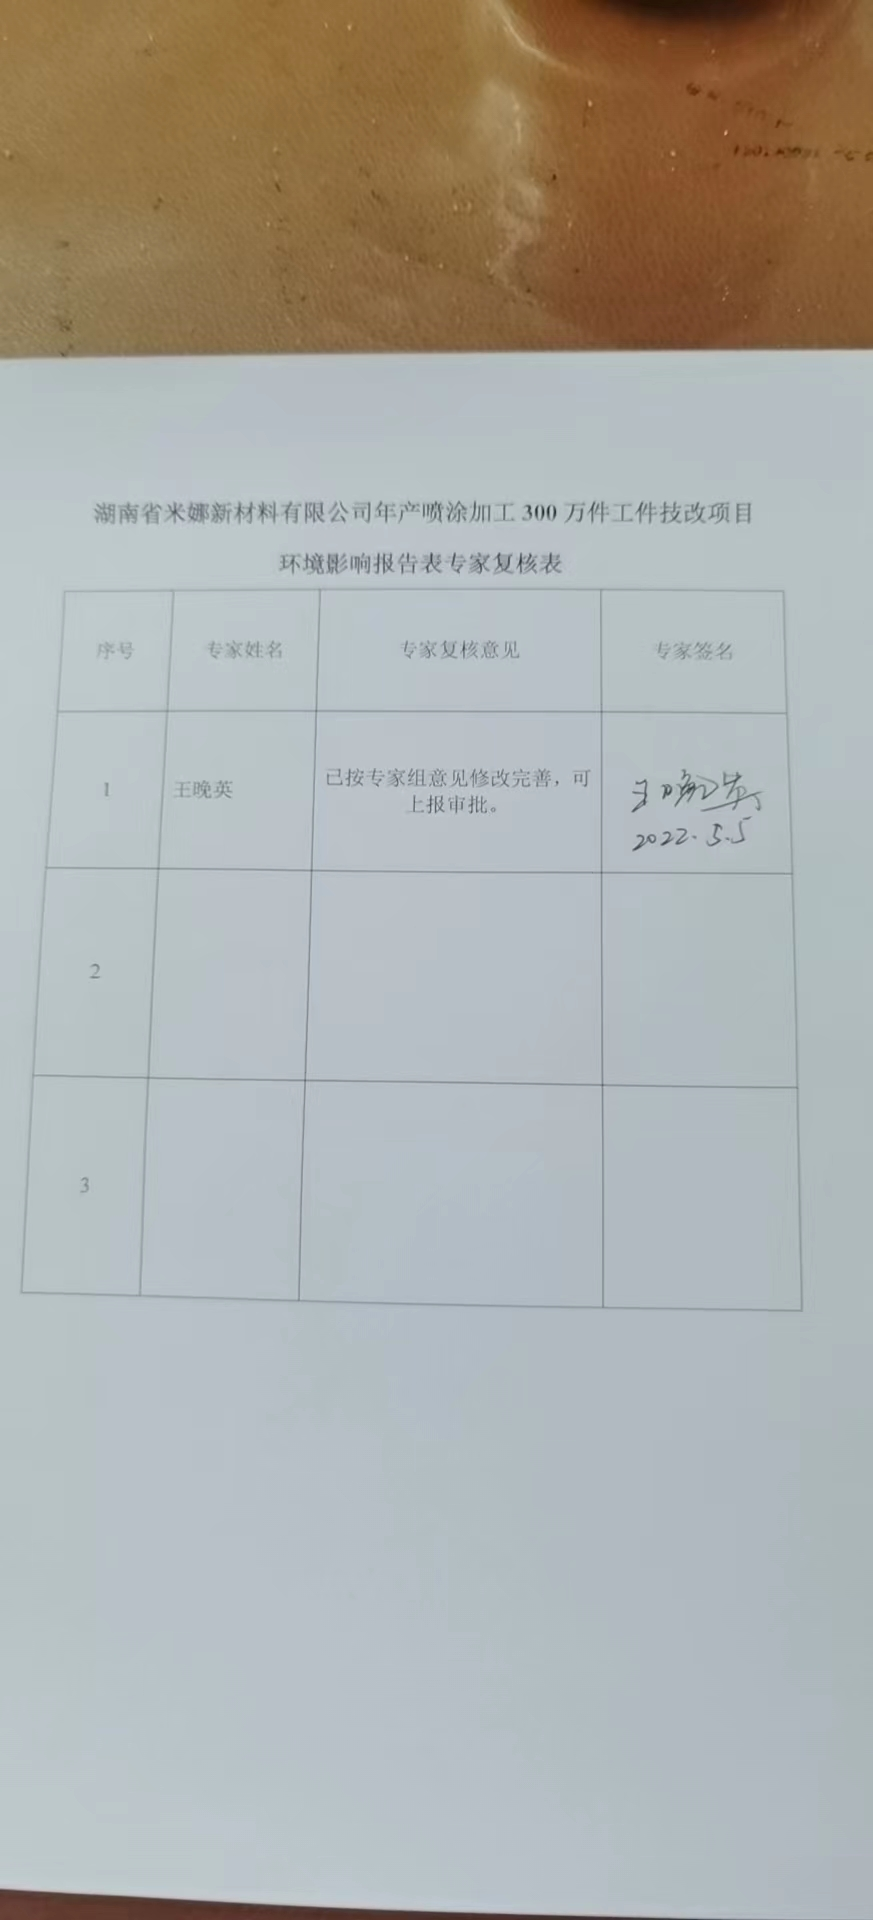 湖南省米娜新材料有限公司年产喷涂加工 300 万件工件技改项目
环境影响报告表专家复核表
序号 专家姓名 专家复核意见 专家签名
1 王晚英 已按专家组意见修改完善，可
上报审批。
王晚英
2022.5.5
2
3